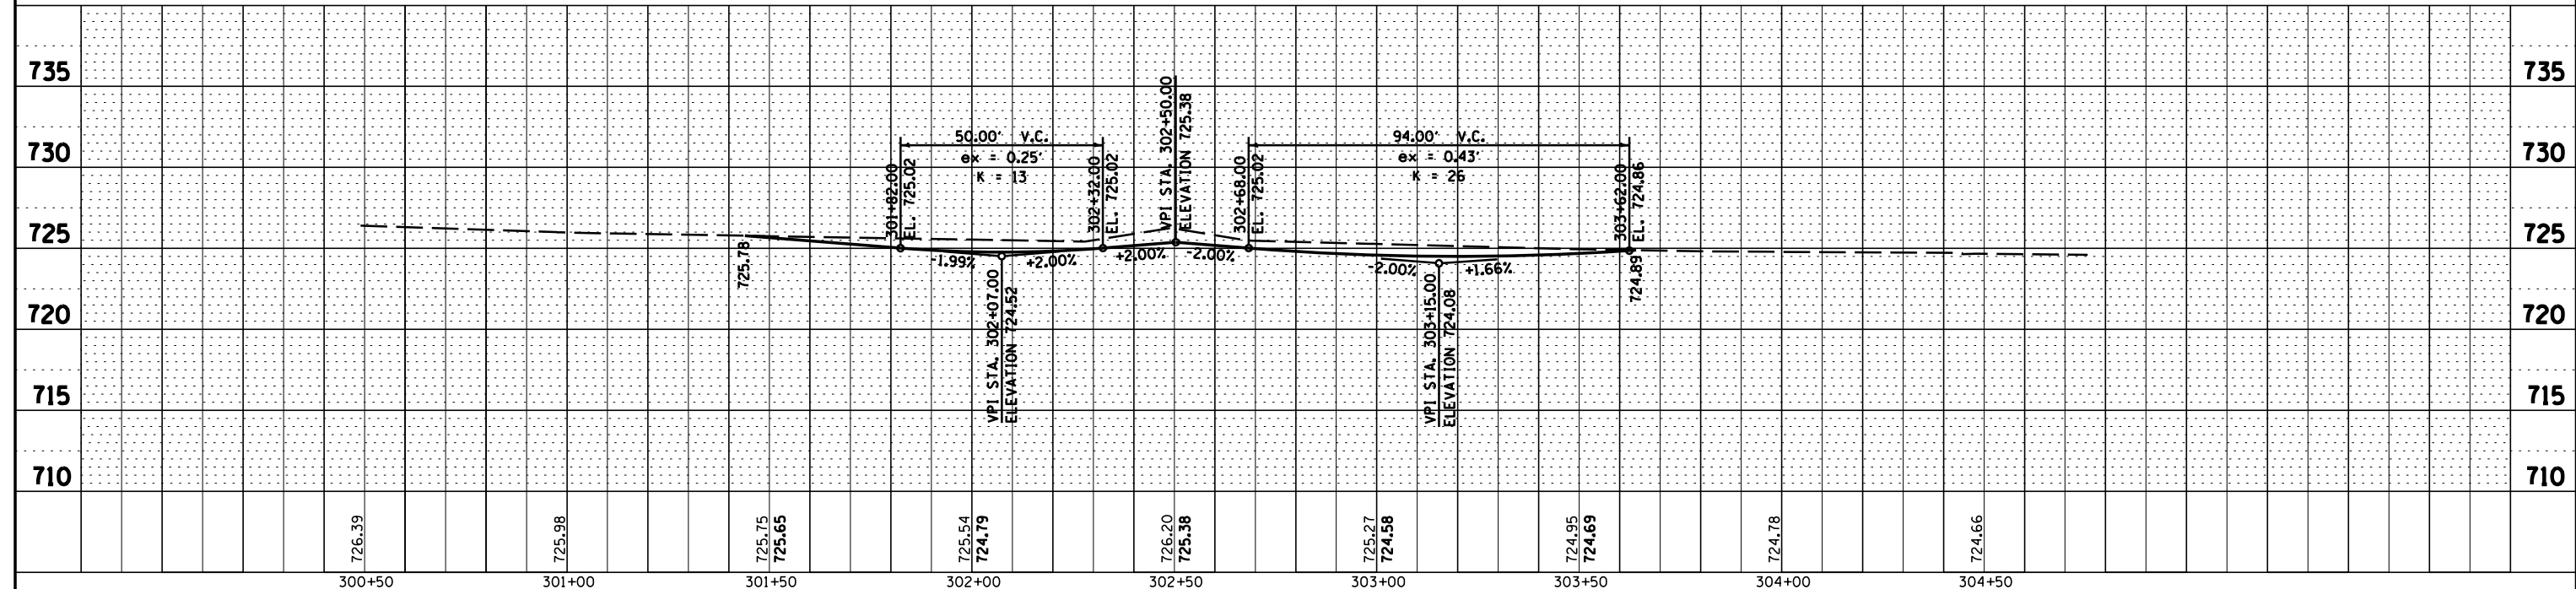 735
735
730
730
725
725
720
720
715
715
710
710
50.00' V.C.
ex = 0.25'
K = 13
94.00' V.C.
ex = 0.43'
K = 26
725.78
301+82.00
EL. 725.02
302+32.00
EL. 725.02
VPI STA. 302+50.00
ELEVATION 725.38
302+68.00
EL. 725.02
303+62.00
EL. 724.86
724.89
-1.99%
+2.00%
+2.00%
-2.00%
-2.00%
+1.66%
VPI STA. 302+07.00
ELEVATION 724.52
VPI STA. 303+15.00
ELEVATION 724.08
726.39
725.98
725.75
725.65
725.54
724.79
726.20
725.38
725.27
724.58
724.95
724.69
724.78
724.66
300+50
301+00
301+50
302+00
302+50
303+00
303+50
304+00
304+50